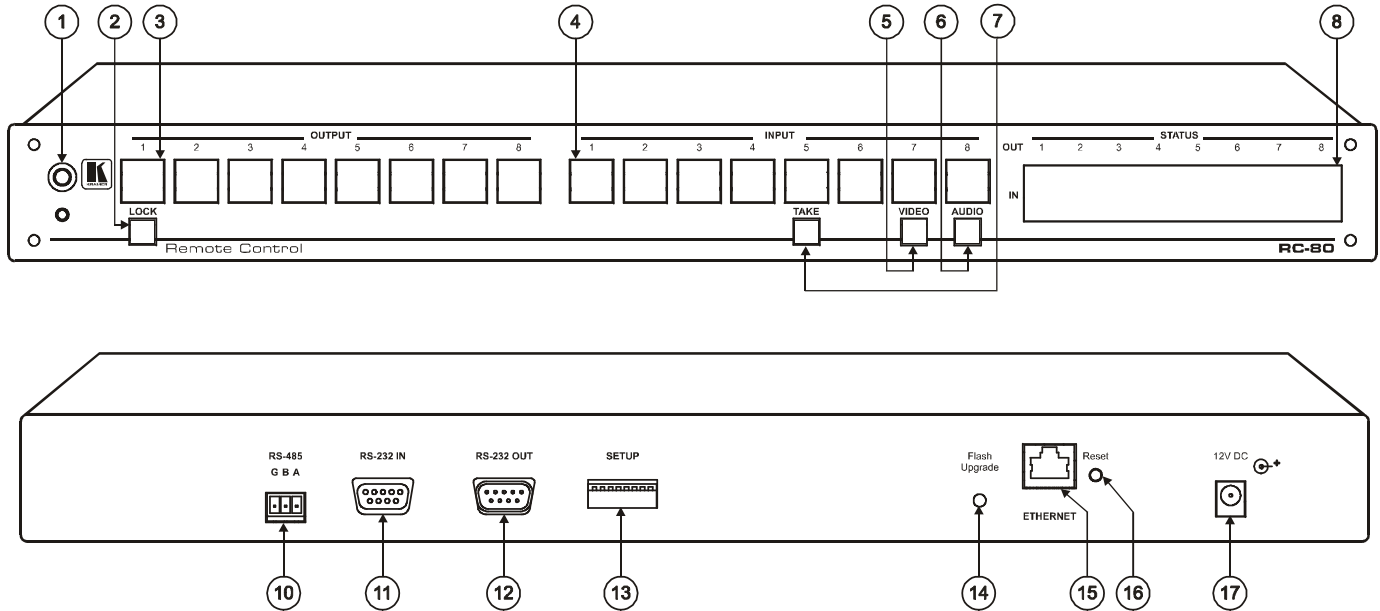 1 2 3 4 5 6 7 8
OUTPUT INPUT STATUS
1 2 3 4 5 6 7 8 1 2 3 4 5 6 7 8 OUT 1 2 3 4 5 6 7 8
K
KRAMER
IN
LOCK TAKE VIDEO AUDIO
Remote Control RC-80
RS-485 RS-232 IN RS-232 OUT SETUP Flash Upgrade Reset 12V DC
G B A
+
ETHERNET
10 11 12 13 14 15 16 17